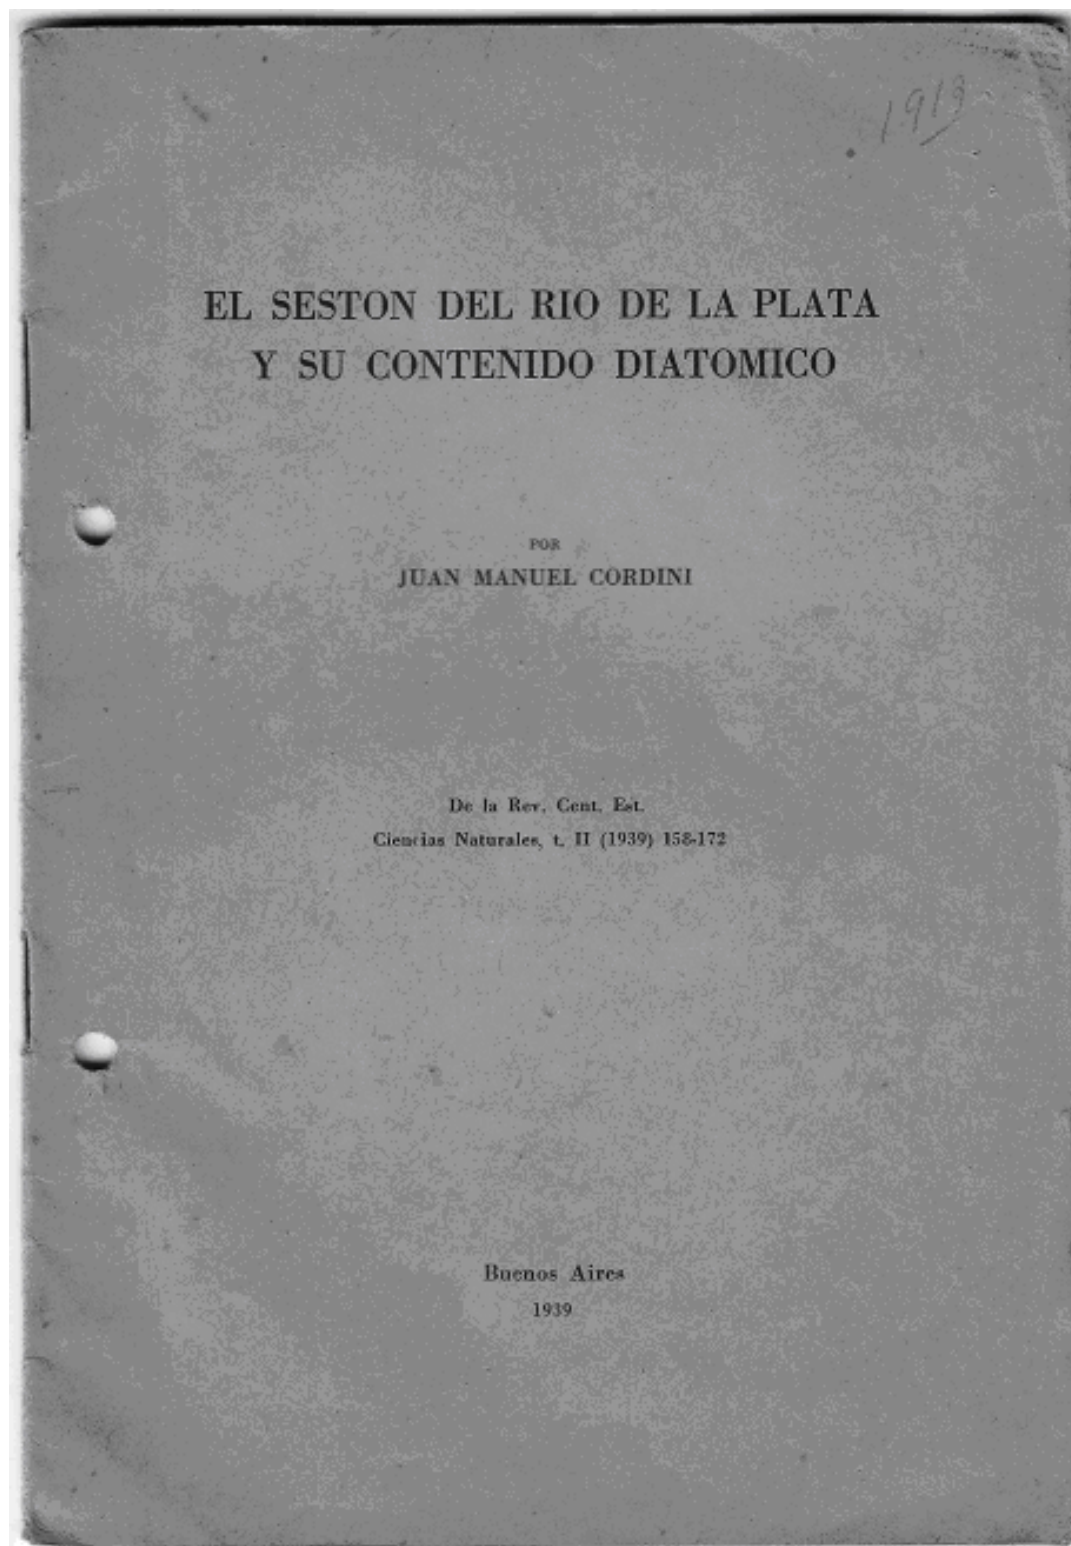 1919
EL SESTON DEL RIO DE LA PLATA
Y SU CONTENIDO DIATOMICO
POR
JUAN MANUEL CORDINI
De la Rev. Cent. Est.
Ciencias Naturales, t. II (1939) 158-172
Buenos Aires
1939